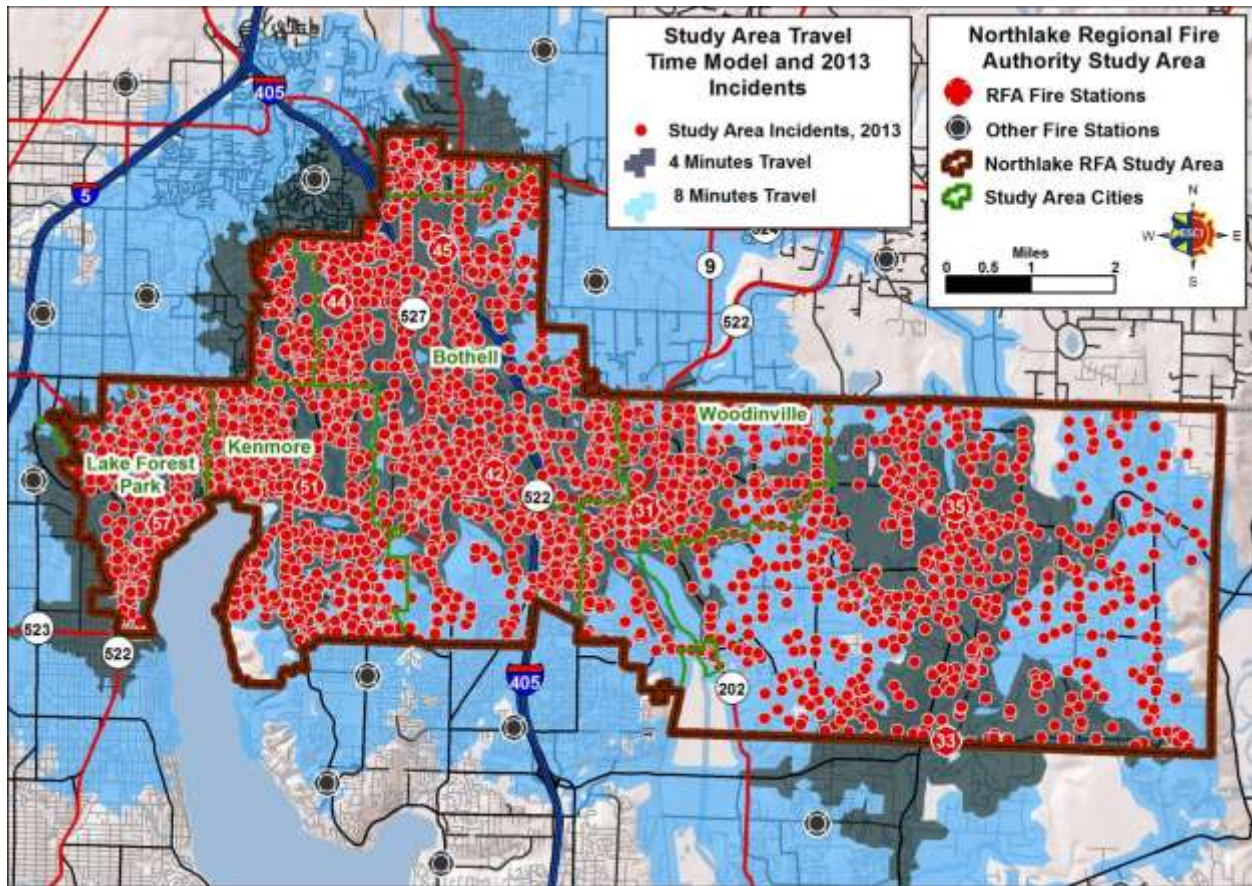 Study Area Travel
Time Model and 2013
Incidents
Study Area Incidents, 2013
4 Minutes Travel
8 Minutes Travel
Northlake Regional Fire
Authority Study Area
RFA Fire Stations
Other Fire Stations
Northlake RFA Study Area
Study Area Cities
N
W
E
S
ESCI
Miles
0 0.5 1 2
405
5
524
9
522
45
44
527
Bothell
Woodinville
Kenmore
Lake Forest
Park
42
51
522
31
35
57
523
522
405
202
33